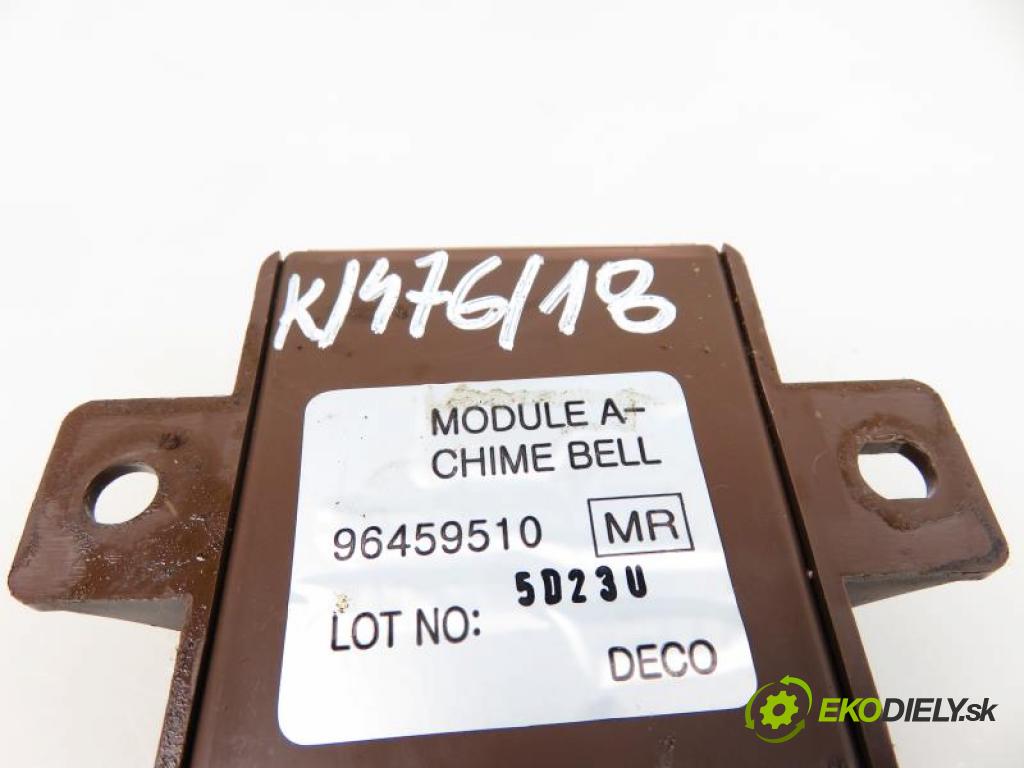 K/476/18
MODULE A-
CHIME BELL
96459510 MR
5D23U
LOT NO:
DECO
EKODIELY.sk